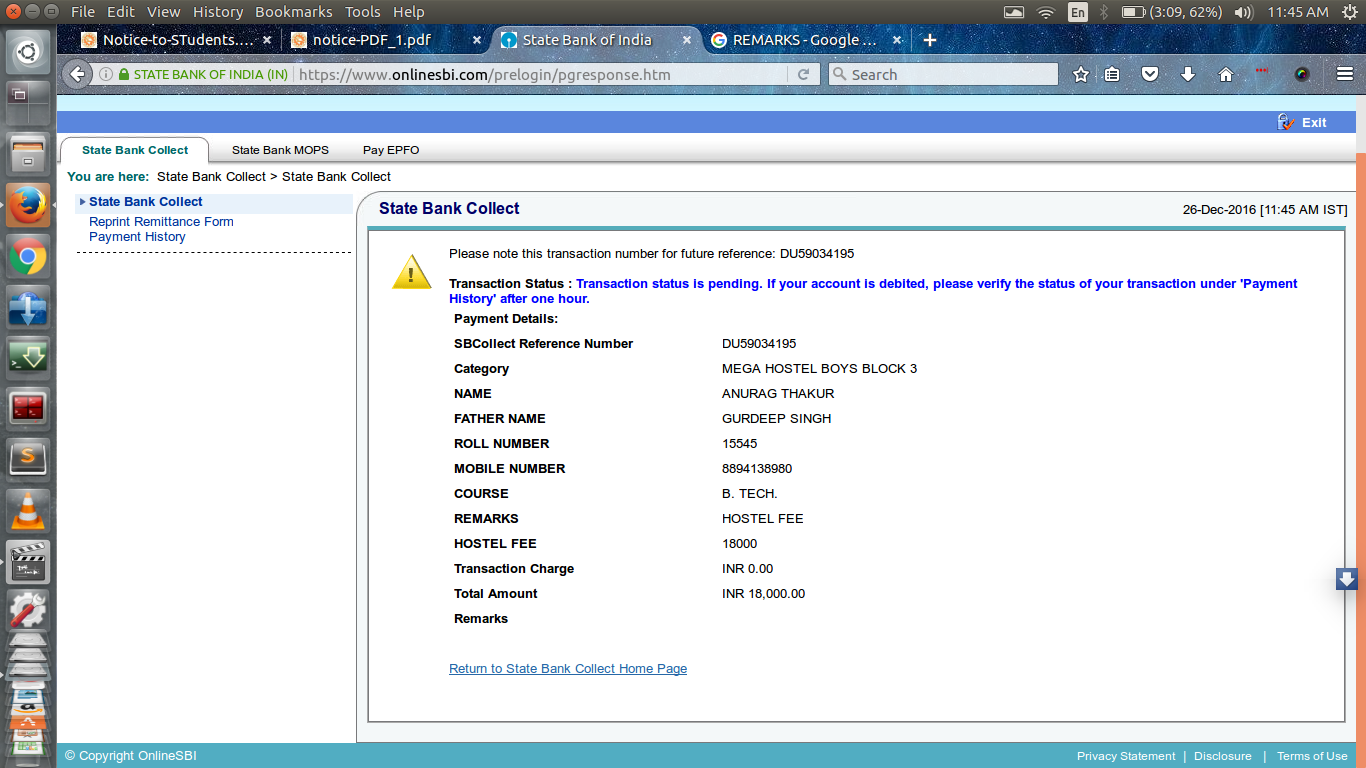 File Edit View History Bookmarks Tools Help
En
(3:09, 62%)
11:45 AM
Notice-to-STudents.... ×
notice-PDF_1.pdf ×
State Bank of India ×
REMARKS - Google ... ×
STATE BANK OF INDIA (IN)
https://www.onlinesbi.com/prelogin/pgresponse.htm
Search
Exit
State Bank Collect
State Bank MOPS
Pay EPFO
You are here: State Bank Collect > State Bank Collect
State Bank Collect
Reprint Remittance Form
Payment History
State Bank Collect
26-Dec-2016 [11:45 AM IST]
Please note this transaction number for future reference: DU59034195
Transaction Status : Transaction status is pending. If your account is debited, please verify the status of your transaction under 'Payment
History' after one hour.
Payment Details:
SBCollect Reference Number DU59034195
Category MEGA HOSTEL BOYS BLOCK 3
NAME ANURAG THAKUR
FATHER NAME GURDEEP SINGH
ROLL NUMBER 15545
MOBILE NUMBER 8894138980
COURSE B. TECH.
REMARKS HOSTEL FEE
HOSTEL FEE 18000
Transaction Charge INR 0.00
Total Amount INR 18,000.00
Remarks
Return to State Bank Collect Home Page
© Copyright OnlineSBI
Privacy Statement | Disclosure | Terms of Use